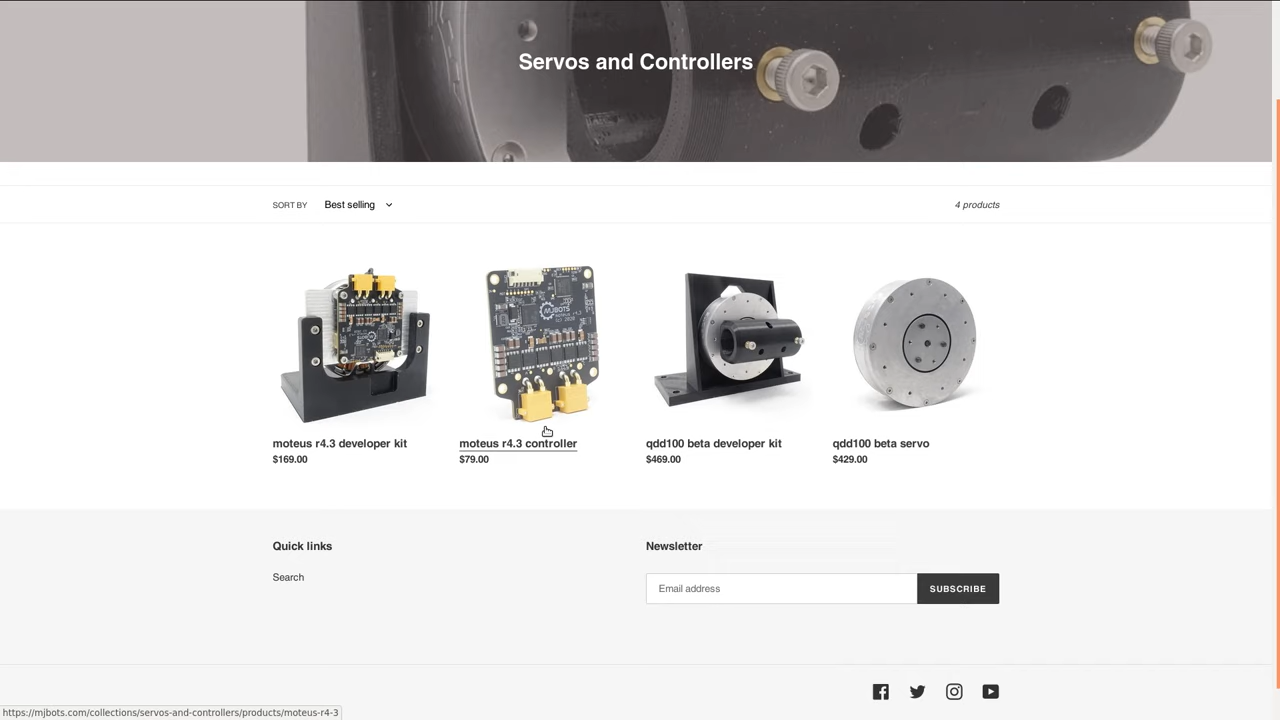 Servos and Controllers
SORT BY Best selling 4 products
MJBOTS
moteus r4.3 developer kit
$169.00
moteus r4.3 controller
$79.00
qdd100 beta developer kit
$469.00
qdd100 beta servo
$429.00
Quick links
Search
Newsletter
Email address
SUBSCRIBE
https://mjbots.com/collections/servos-and-controllers/products/moteus-r4-3